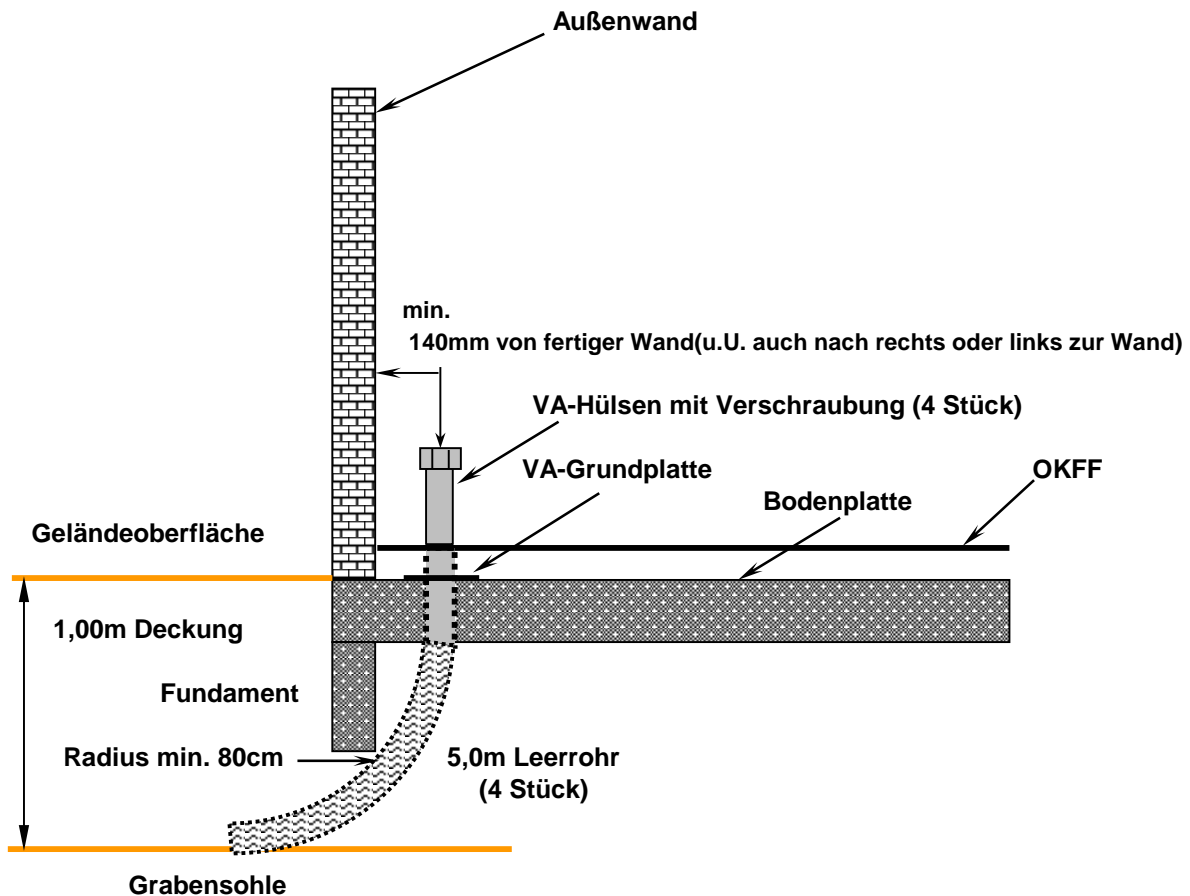 Außenwand
min.
140mm von fertiger Wand(u.U. auch nach rechts oder links zur Wand)
VA-Hülsen mit Verschraubung (4 Stück)
VA-Grundplatte
OKFF
Bodenplatte
Geländeoberfläche
1,00m Deckung
Fundament
Radius min. 80cm
5,0m Leerrohr
(4 Stück)
Grabensohle